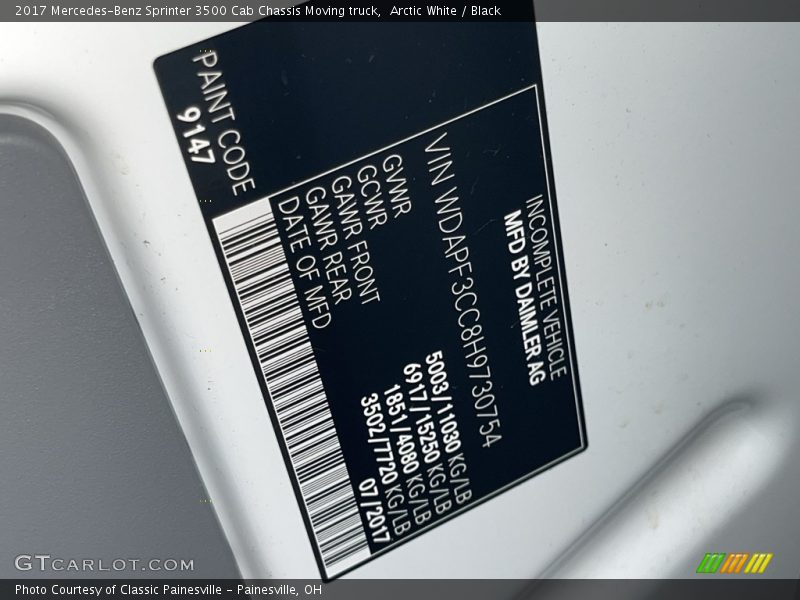 2017 Mercedes-Benz Sprinter 3500 Cab Chassis Moving truck,  Arctic White / Black
INCOMPLETE VEHICLE
MFD BY DAIMLER AG
VIN WDAPF3CC8H9730754
GVWR 5003/11030 KG/LB
GCWR 6917/15250 KG/LB
GAWR FRONT 1851/4080 KG/LB
GAWR REAR 3502/7720 KG/LB
DATE OF MFD 07/2017
PAINT CODE
9147
GTCARLOT.COM
Photo Courtesy of Classic Painesville - Painesville, OH